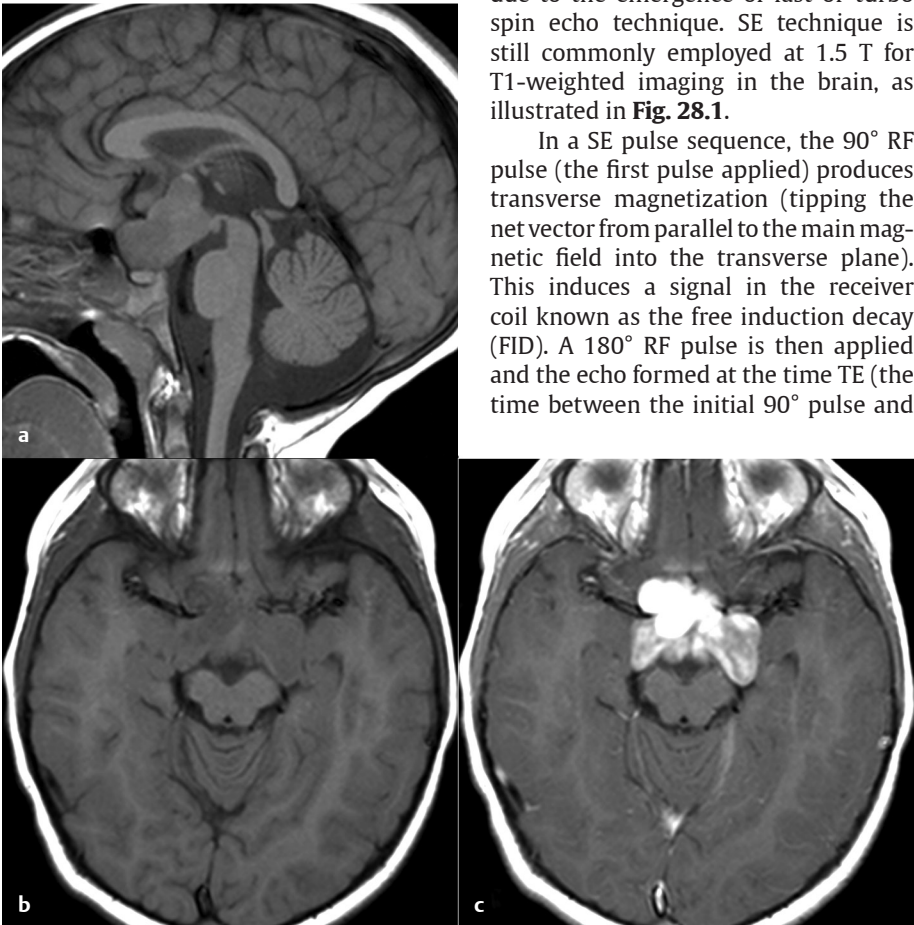 due to the emergence of fast or turbo
spin echo technique. SE technique is
still commonly employed at 1.5 T for
T1-weighted imaging in the brain, as
illustrated in Fig. 28.1.
In a SE pulse sequence, the 90° RF
pulse (the first pulse applied) produces
transverse magnetization (tipping the
net vector from parallel to the main mag-
netic field into the transverse plane).
This induces a signal in the receiver
coil known as the free induction decay
(FID). A 180° RF pulse is then applied
and the echo formed at the time TE (the
time between the initial 90° pulse and
a
b
c